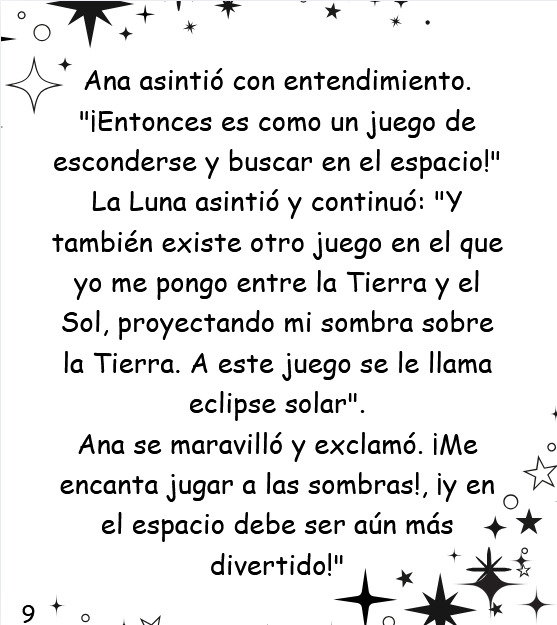 Ana asintió con entendimiento.
"¡Entonces es como un juego de
esconderse y buscar en el espacio!"
La Luna asintió y continuó: "Y
también existe otro juego en el que
yo me pongo entre la Tierra y el
Sol, proyectando mi sombra sobre
la Tierra. A este juego se le llama
eclipse solar".
Ana se maravilló y exclamó. ¡Me
encanta jugar a las sombras!, ¡y en
el espacio debe ser aún más
divertido!"
9